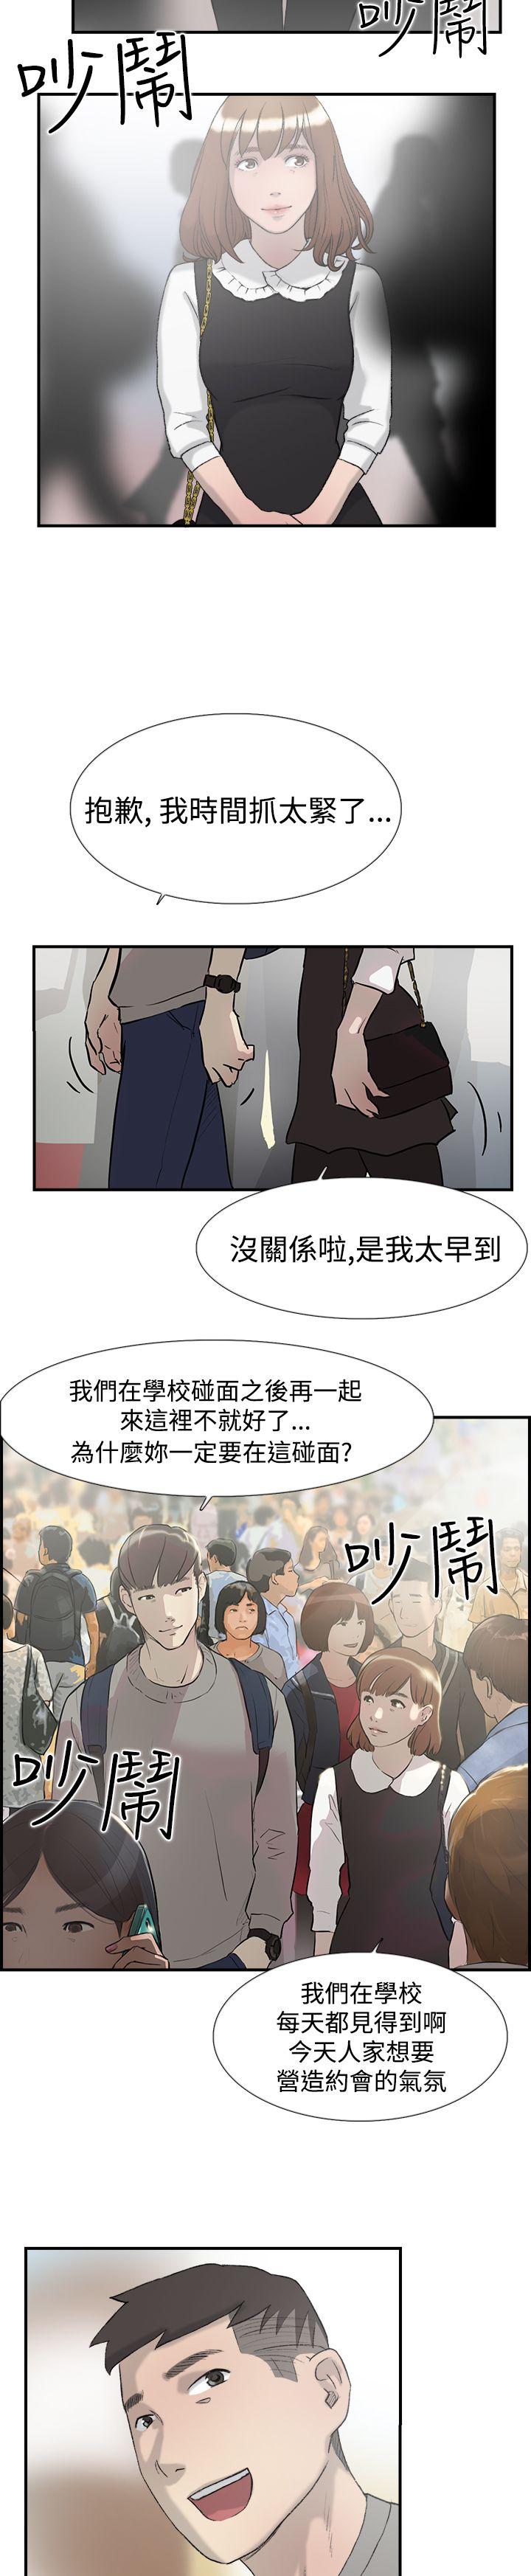 吵鬧
吵鬧
抱歉, 我時間抓太緊了...
沒關係啦,是我太早到
我們在學校碰面之後再一起
來這裡不就好了...
為什麼妳一定要在這碰面?
吵鬧
吵鬧
我們在學校
每天都見得到啊
今天人家想要
營造約會的氣氛